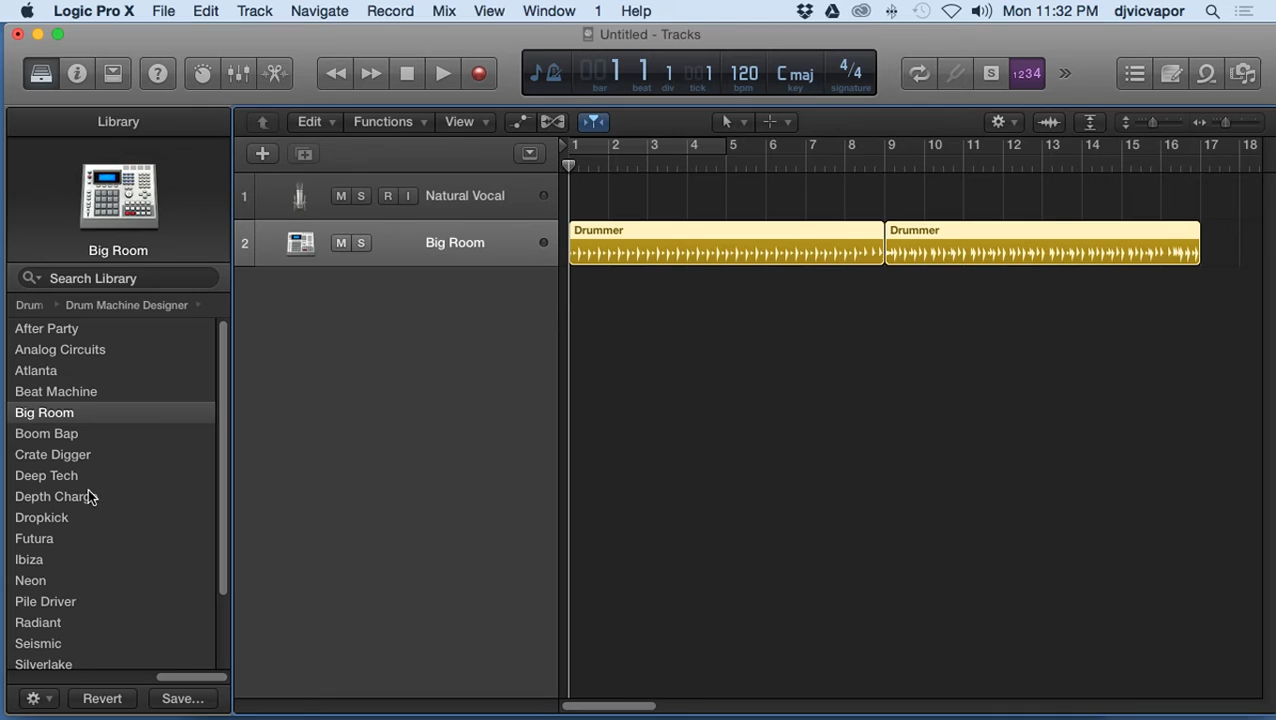 Logic Pro X File Edit Track Navigate Record Mix View Window 1 Help Mon 11:32 PM djvicvapor
Untitled - Tracks
001 1 1 1 120 C maj 4/4
bar beat div tick bpm key signature
S 1234
Library
Edit Functions View
1 2 3 4 5 6 7 8 9 10 11 12 13 14 15 16 17 18
1 M S R I Natural Vocal
2 M S Big Room
Drummer Drummer
Big Room
Search Library
Drum Drum Machine Designer
After Party
Analog Circuits
Atlanta
Beat Machine
Big Room
Boom Bap
Crate Digger
Deep Tech
Depth Charge
Dropkick
Futura
Ibiza
Neon
Pile Driver
Radiant
Seismic
Silverlake
Revert Save...